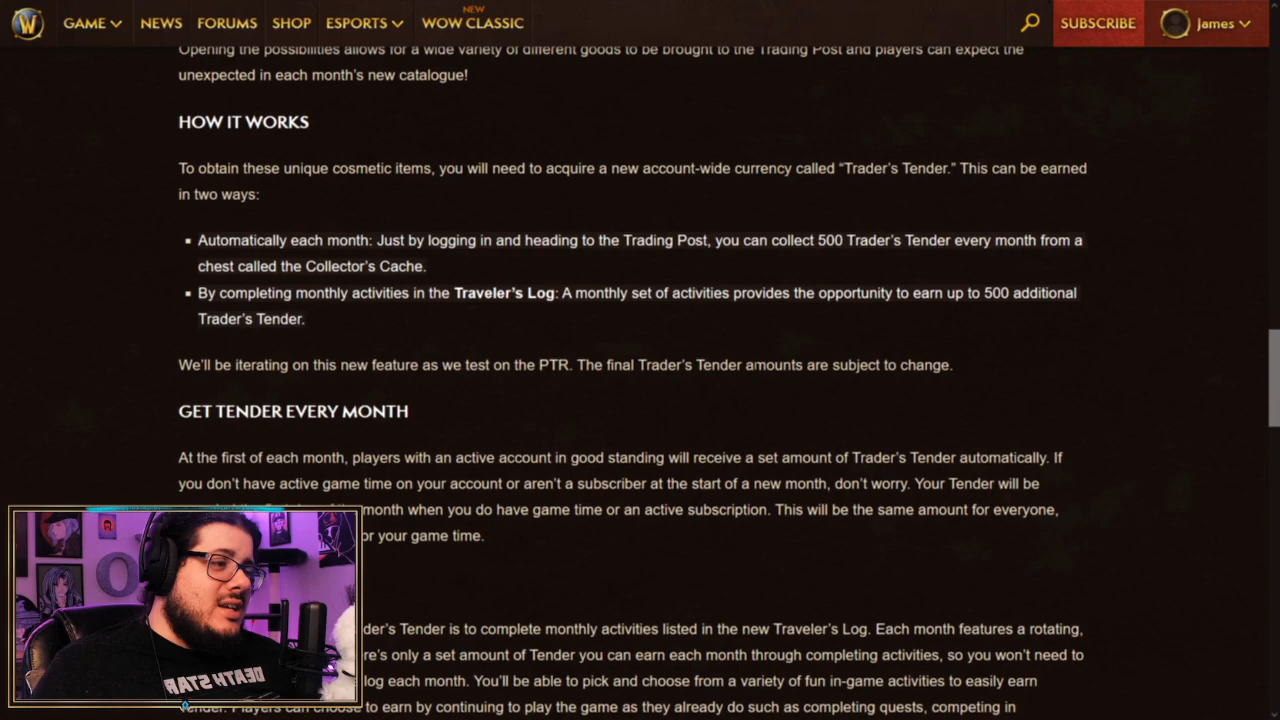 NEW
GAME NEWS FORUMS SHOP ESPORTS WOW CLASSIC SUBSCRIBE James
Opening the possibilities allows for a wide variety of different goods to be brought to the Trading Post and players can expect the
unexpected in each month's new catalogue!
HOW IT WORKS
To obtain these unique cosmetic items, you will need to acquire a new account-wide currency called “Trader's Tender.” This can be earned
in two ways:
▪ Automatically each month: Just by logging in and heading to the Trading Post, you can collect 500 Trader's Tender every month from a
chest called the Collector's Cache.
▪ By completing monthly activities in the Traveler's Log: A monthly set of activities provides the opportunity to earn up to 500 additional
Trader's Tender.
We'll be iterating on this new feature as we test on the PTR. The final Trader's Tender amounts are subject to change.
GET TENDER EVERY MONTH
At the first of each month, players with an active account in good standing will receive a set amount of Trader's Tender automatically. If
you don't have active game time on your account or aren't a subscriber at the start of a new month, don't worry. Your Tender will be
month when you do have game time or an active subscription. This will be the same amount for everyone,
or your game time.
der's Tender is to complete monthly activities listed in the new Traveler's Log. Each month features a rotating,
re's only a set amount of Tender you can earn each month through completing activities, so you won't need to
log each month. You'll be able to pick and choose from a variety of fun in-game activities to easily earn
Tender. Players can choose to earn by continuing to play the game as they already do such as completing quests, competing in
DEATH STAR